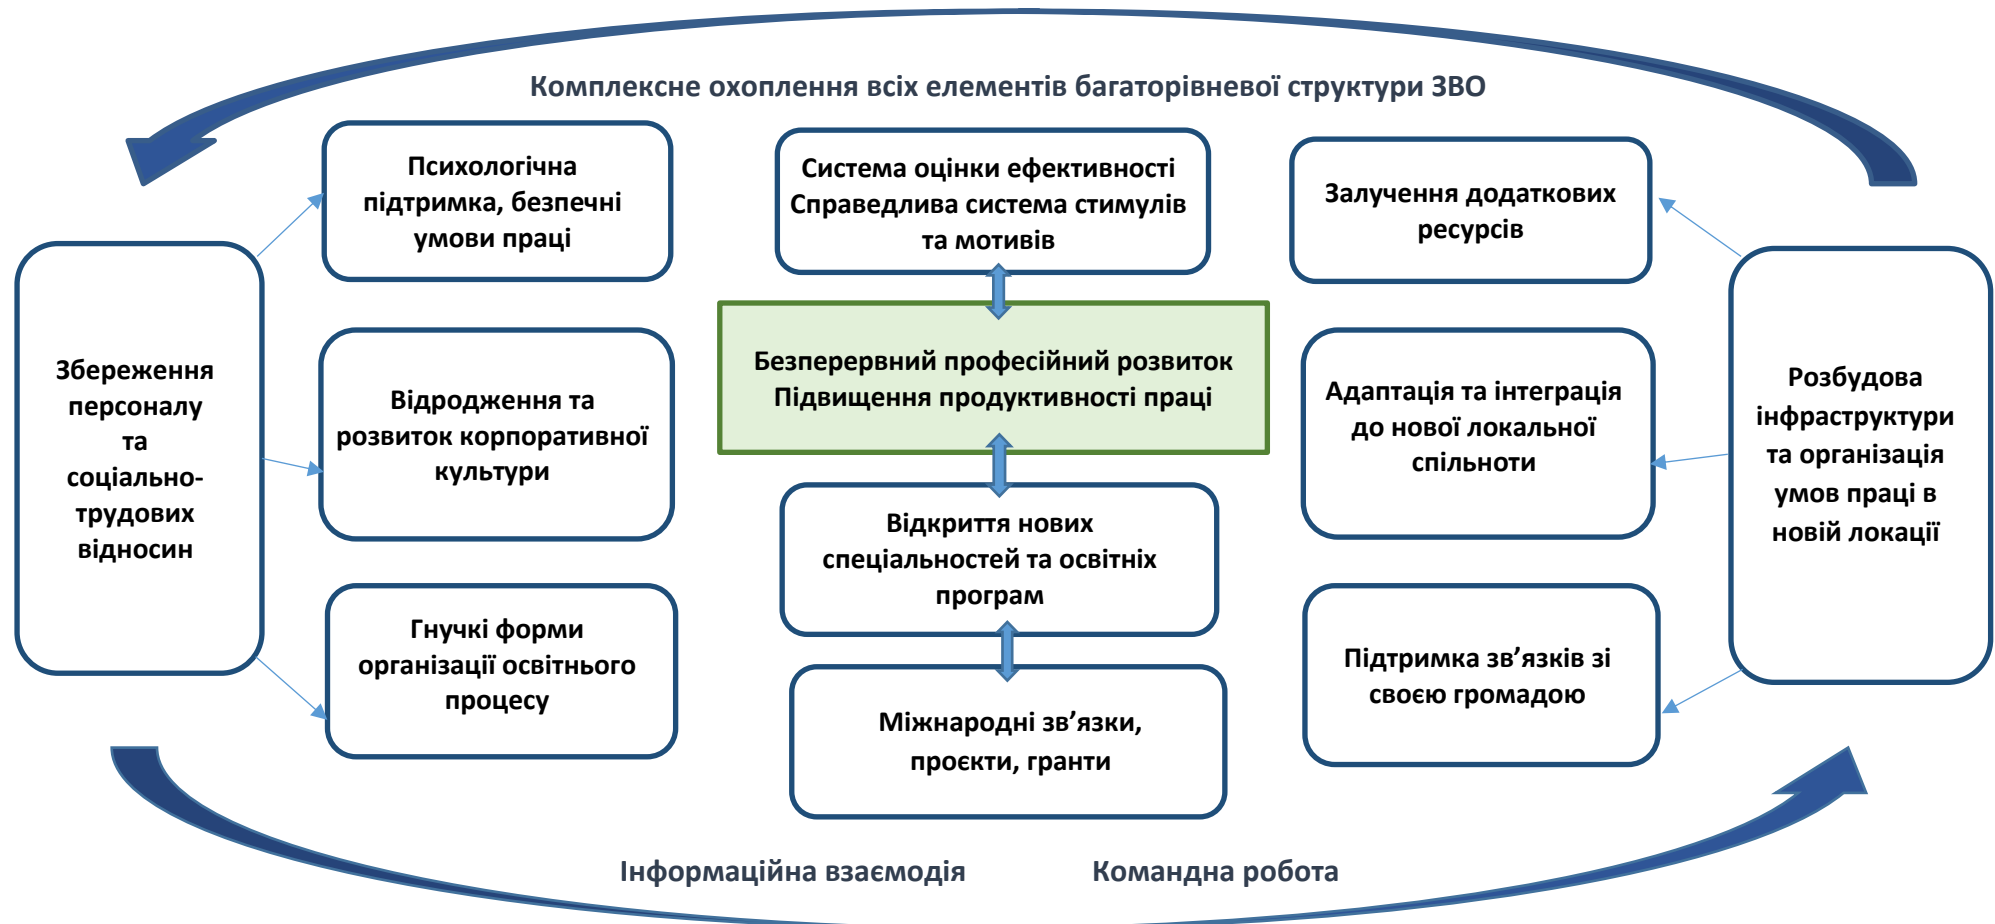 Комплексне охоплення всіх елементів багаторівневої структури ЗВО
Збереження
персоналу
та
соціально-
трудових
відносин
Психологічна
підтримка, безпечні
умови праці
Відродження та
розвиток корпоративної
культури
Гнучкі форми
організації освітнього
процесу
Система оцінки ефективності
Справедлива система стимулів
та мотивів
Безперервний професійний розвиток
Підвищення продуктивності праці
Відкриття нових
спеціальностей та освітніх
програм
Міжнародні зв’язки,
проєкти, гранти
Залучення додаткових
ресурсів
Адаптація та інтеграція
до нової локальної
спільноти
Підтримка зв’язків зі
своєю громадою
Розбудова
інфраструктури
та організація
умов праці в
новій локації
Інформаційна взаємодія
Командна робота